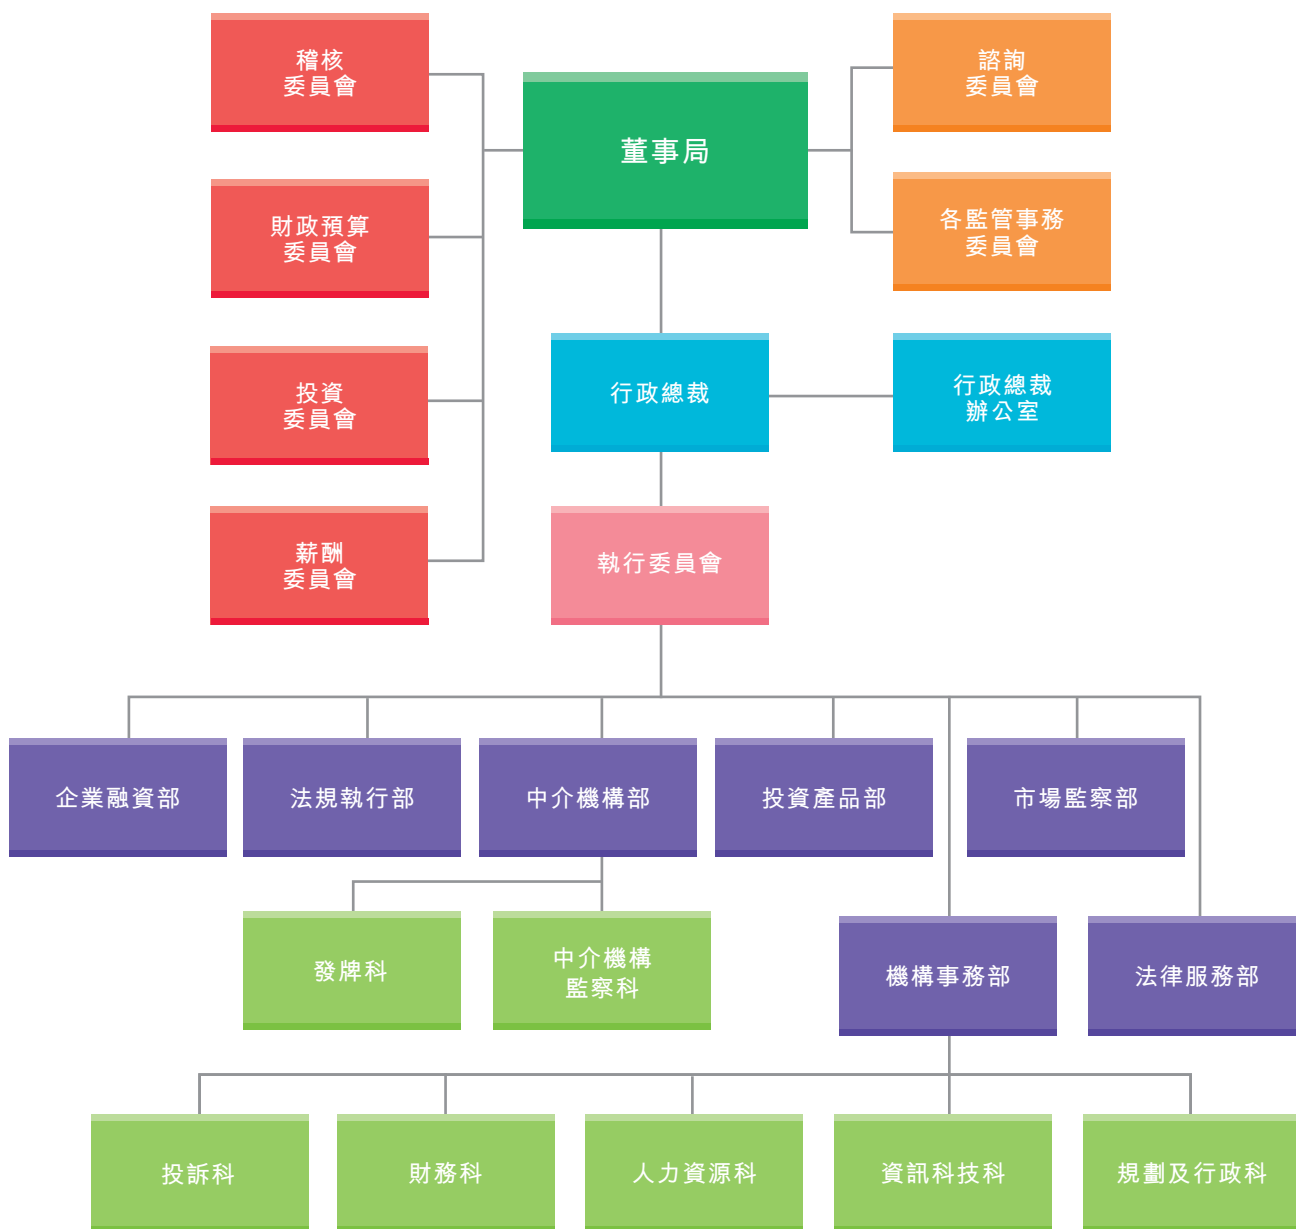 稽核
委員會
董事局
諮詢
委員會
財政預算
委員會
各監管事務
委員會
投資
委員會
行政總裁
行政總裁
辦公室
薪酬
委員會
執行委員會
企業融資部
法規執行部
中介機構部
投資產品部
市場監察部
發牌科
中介機構
監察科
機構事務部
法律服務部
投訴科
財務科
人力資源科
資訊科技科
規劃及行政科